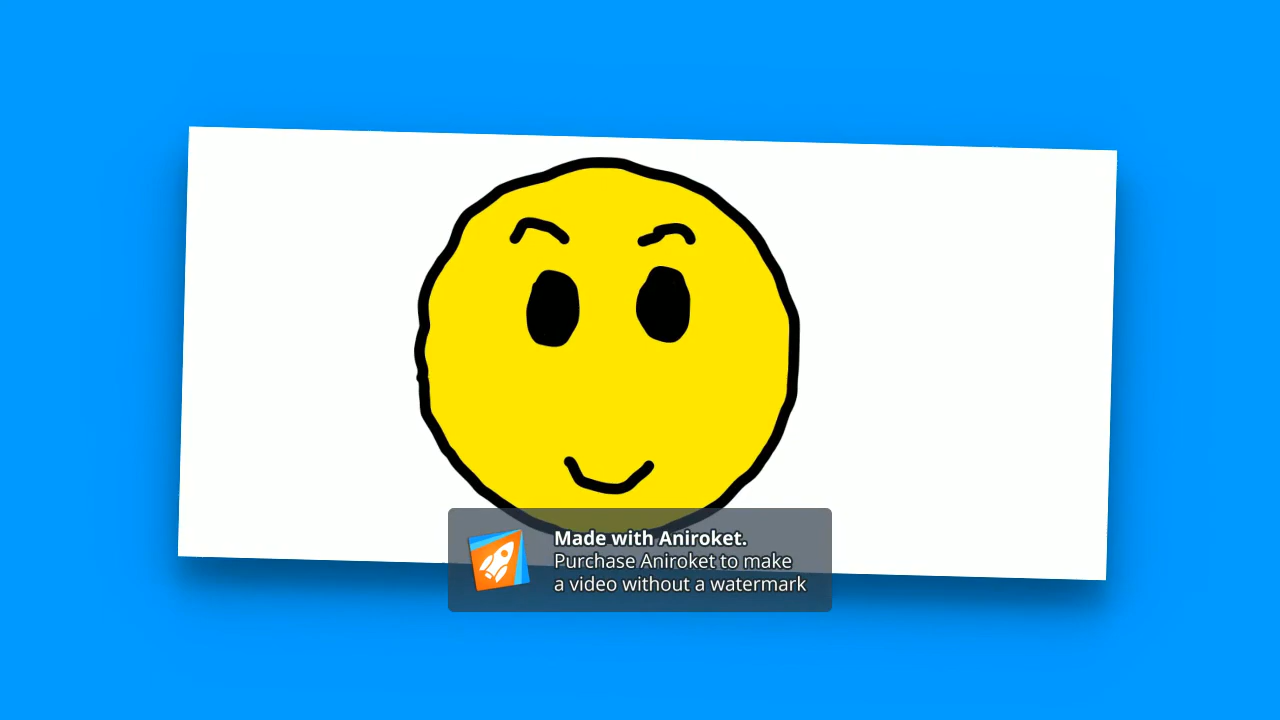 Made with Aniroket.
Purchase Aniroket to make
a video without a watermark